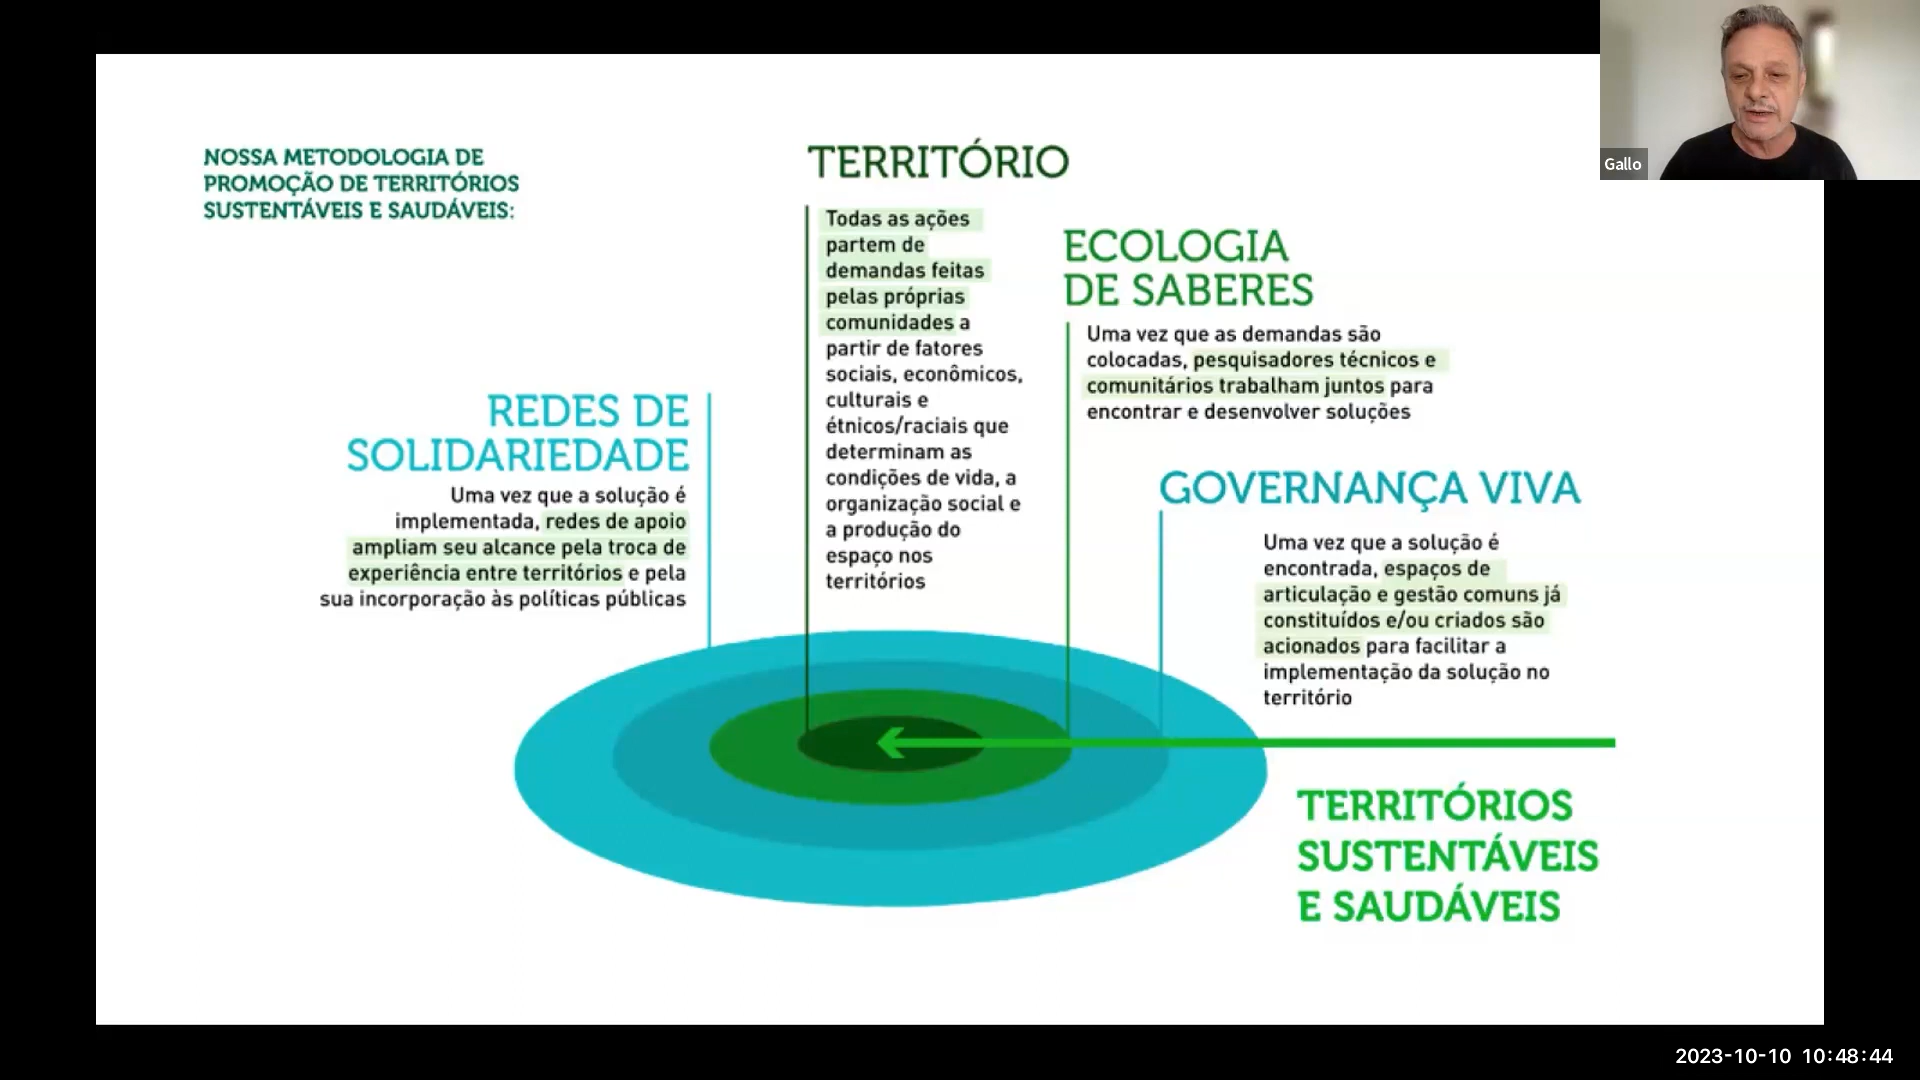 NOSSA METODOLOGIA DE
PROMOÇÃO DE TERRITÓRIOS
SUSTENTÁVEIS E SAUDÁVEIS:
TERRITÓRIO
Todas as ações
partem de
demandas feitas
pelas próprias
comunidades a
partir de fatores
sociais, econômicos,
culturais e
étnicos/raciais que
determinam as
condições de vida, a
organização social e
a produção do
espaço nos
territórios
ECOLOGIA
DE SABERES
Uma vez que as demandas são
colocadas, pesquisadores técnicos e
comunitários trabalham juntos para
encontrar e desenvolver soluções
REDES DE
SOLIDARIEDADE
Uma vez que a solução é
implementada, redes de apoio
ampliam seu alcance pela troca de
experiência entre territórios e pela
sua incorporação às políticas públicas
GOVERNANÇA VIVA
Uma vez que a solução é
encontrada, espaços de
articulação e gestão comuns já
constituídos e/ou criados são
acionados para facilitar a
implementação da solução no
território
TERRITÓRIOS
SUSTENTÁVEIS
E SAUDÁVEIS
Gallo
2023-10-10 10:48:44